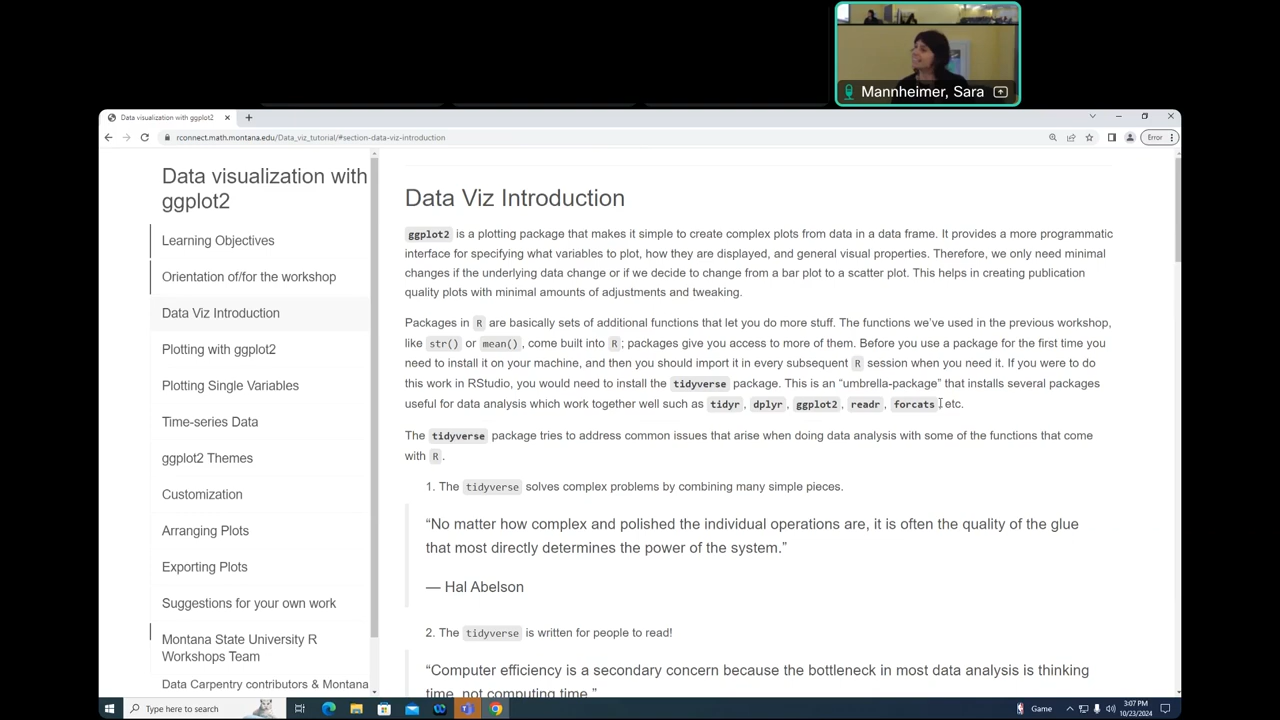 Mannheimer, Sara
Data visualization with ggplot2
rconnect.math.montana.edu/Data_viz_tutorial/#section-data-viz-introduction
Error
Data visualization with
ggplot2
Learning Objectives
Orientation of/for the workshop
Data Viz Introduction
Plotting with ggplot2
Plotting Single Variables
Time-series Data
ggplot2 Themes
Customization
Arranging Plots
Exporting Plots
Suggestions for your own work
Montana State University R
Workshops Team
Data Carpentry contributors & Montana
Data Viz Introduction
ggplot2 is a plotting package that makes it simple to create complex plots from data in a data frame. It provides a more programmatic
interface for specifying what variables to plot, how they are displayed, and general visual properties. Therefore, we only need minimal
changes if the underlying data change or if we decide to change from a bar plot to a scatter plot. This helps in creating publication
quality plots with minimal amounts of adjustments and tweaking.
Packages in R are basically sets of additional functions that let you do more stuff. The functions we’ve used in the previous workshop,
like str() or mean(), come built into R; packages give you access to more of them. Before you use a package for the first time you
need to install it on your machine, and then you should import it in every subsequent R session when you need it. If you were to do
this work in RStudio, you would need to install the tidyverse package. This is an “umbrella-package” that installs several packages
useful for data analysis which work together well such as tidyr, dplyr, ggplot2, readr, forcats, etc.
The tidyverse package tries to address common issues that arise when doing data analysis with some of the functions that come
with R.
1. The tidyverse solves complex problems by combining many simple pieces.
“No matter how complex and polished the individual operations are, it is often the quality of the glue
that most directly determines the power of the system.”
— Hal Abelson
2. The tidyverse is written for people to read!
“Computer efficiency is a secondary concern because the bottleneck in most data analysis is thinking
time, not computing time.”
Type here to search
Game
3:07 PM
10/23/2024